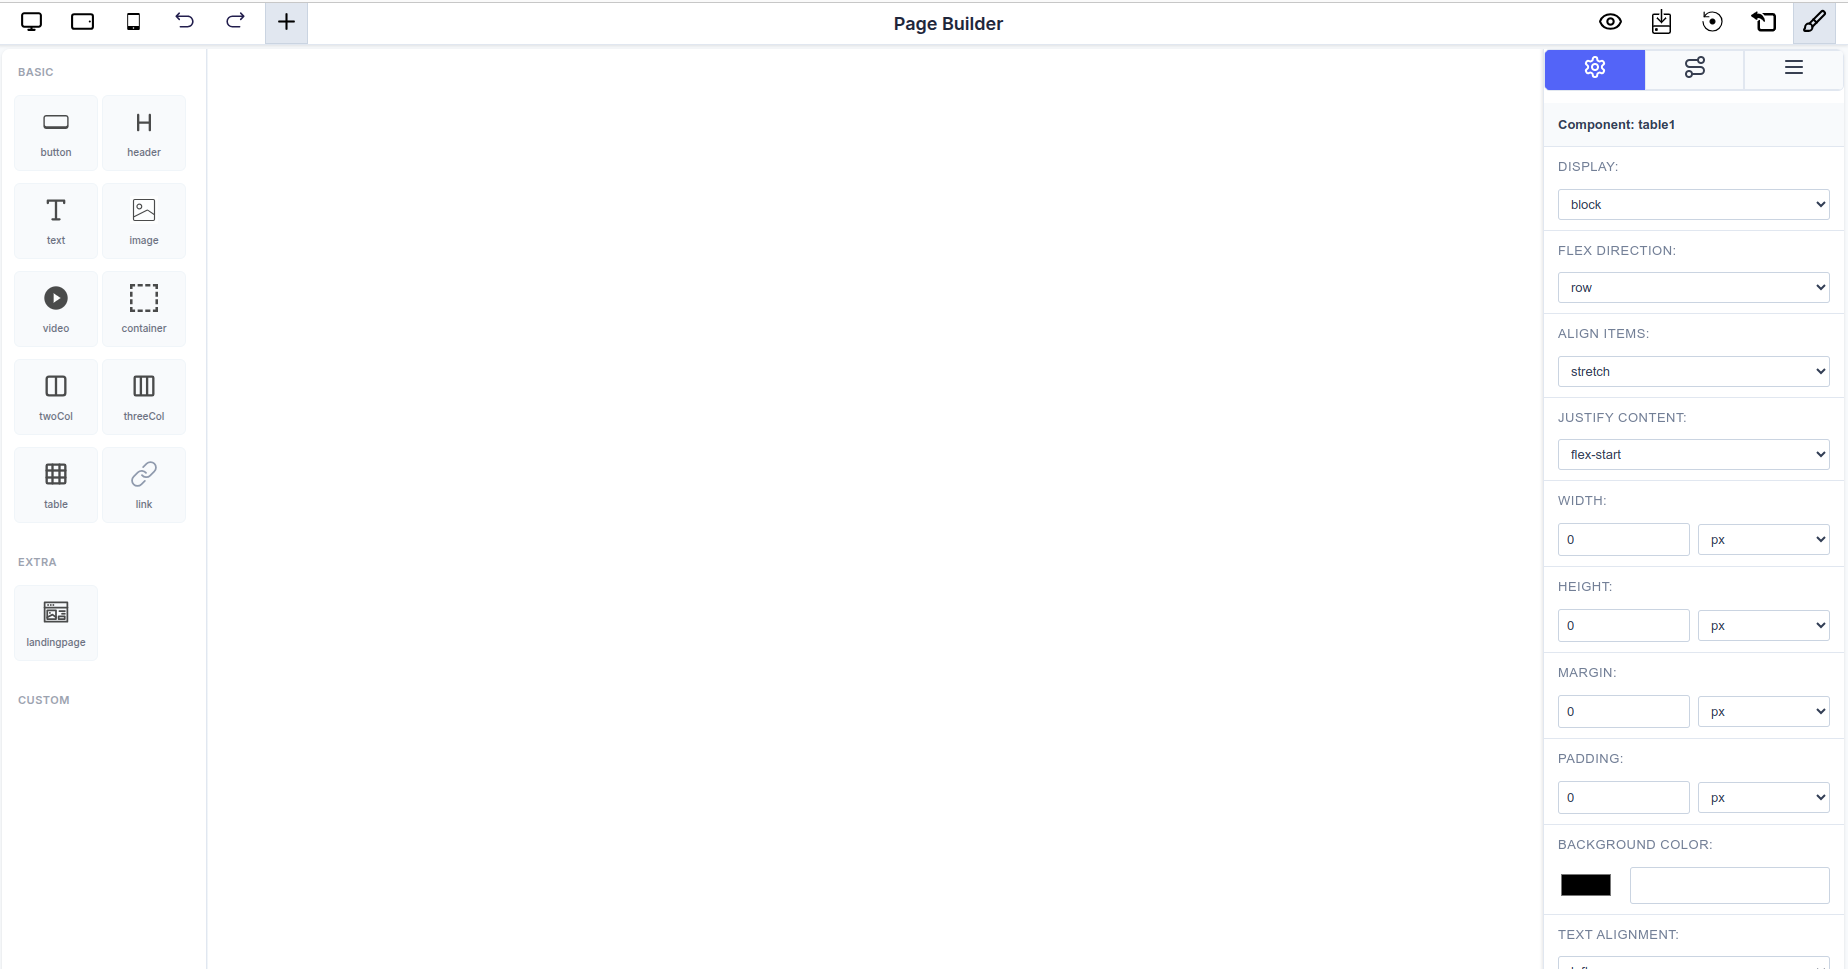 Page Builder
BASIC
button
header
text
image
video
container
twoCol
threeCol
table
link
EXTRA
landingpage
CUSTOM
Component: table1
DISPLAY:
block
FLEX DIRECTION:
row
ALIGN ITEMS:
stretch
JUSTIFY CONTENT:
flex-start
WIDTH:
0 px
HEIGHT:
0 px
MARGIN:
0 px
PADDING:
0 px
BACKGROUND COLOR:
TEXT ALIGNMENT: